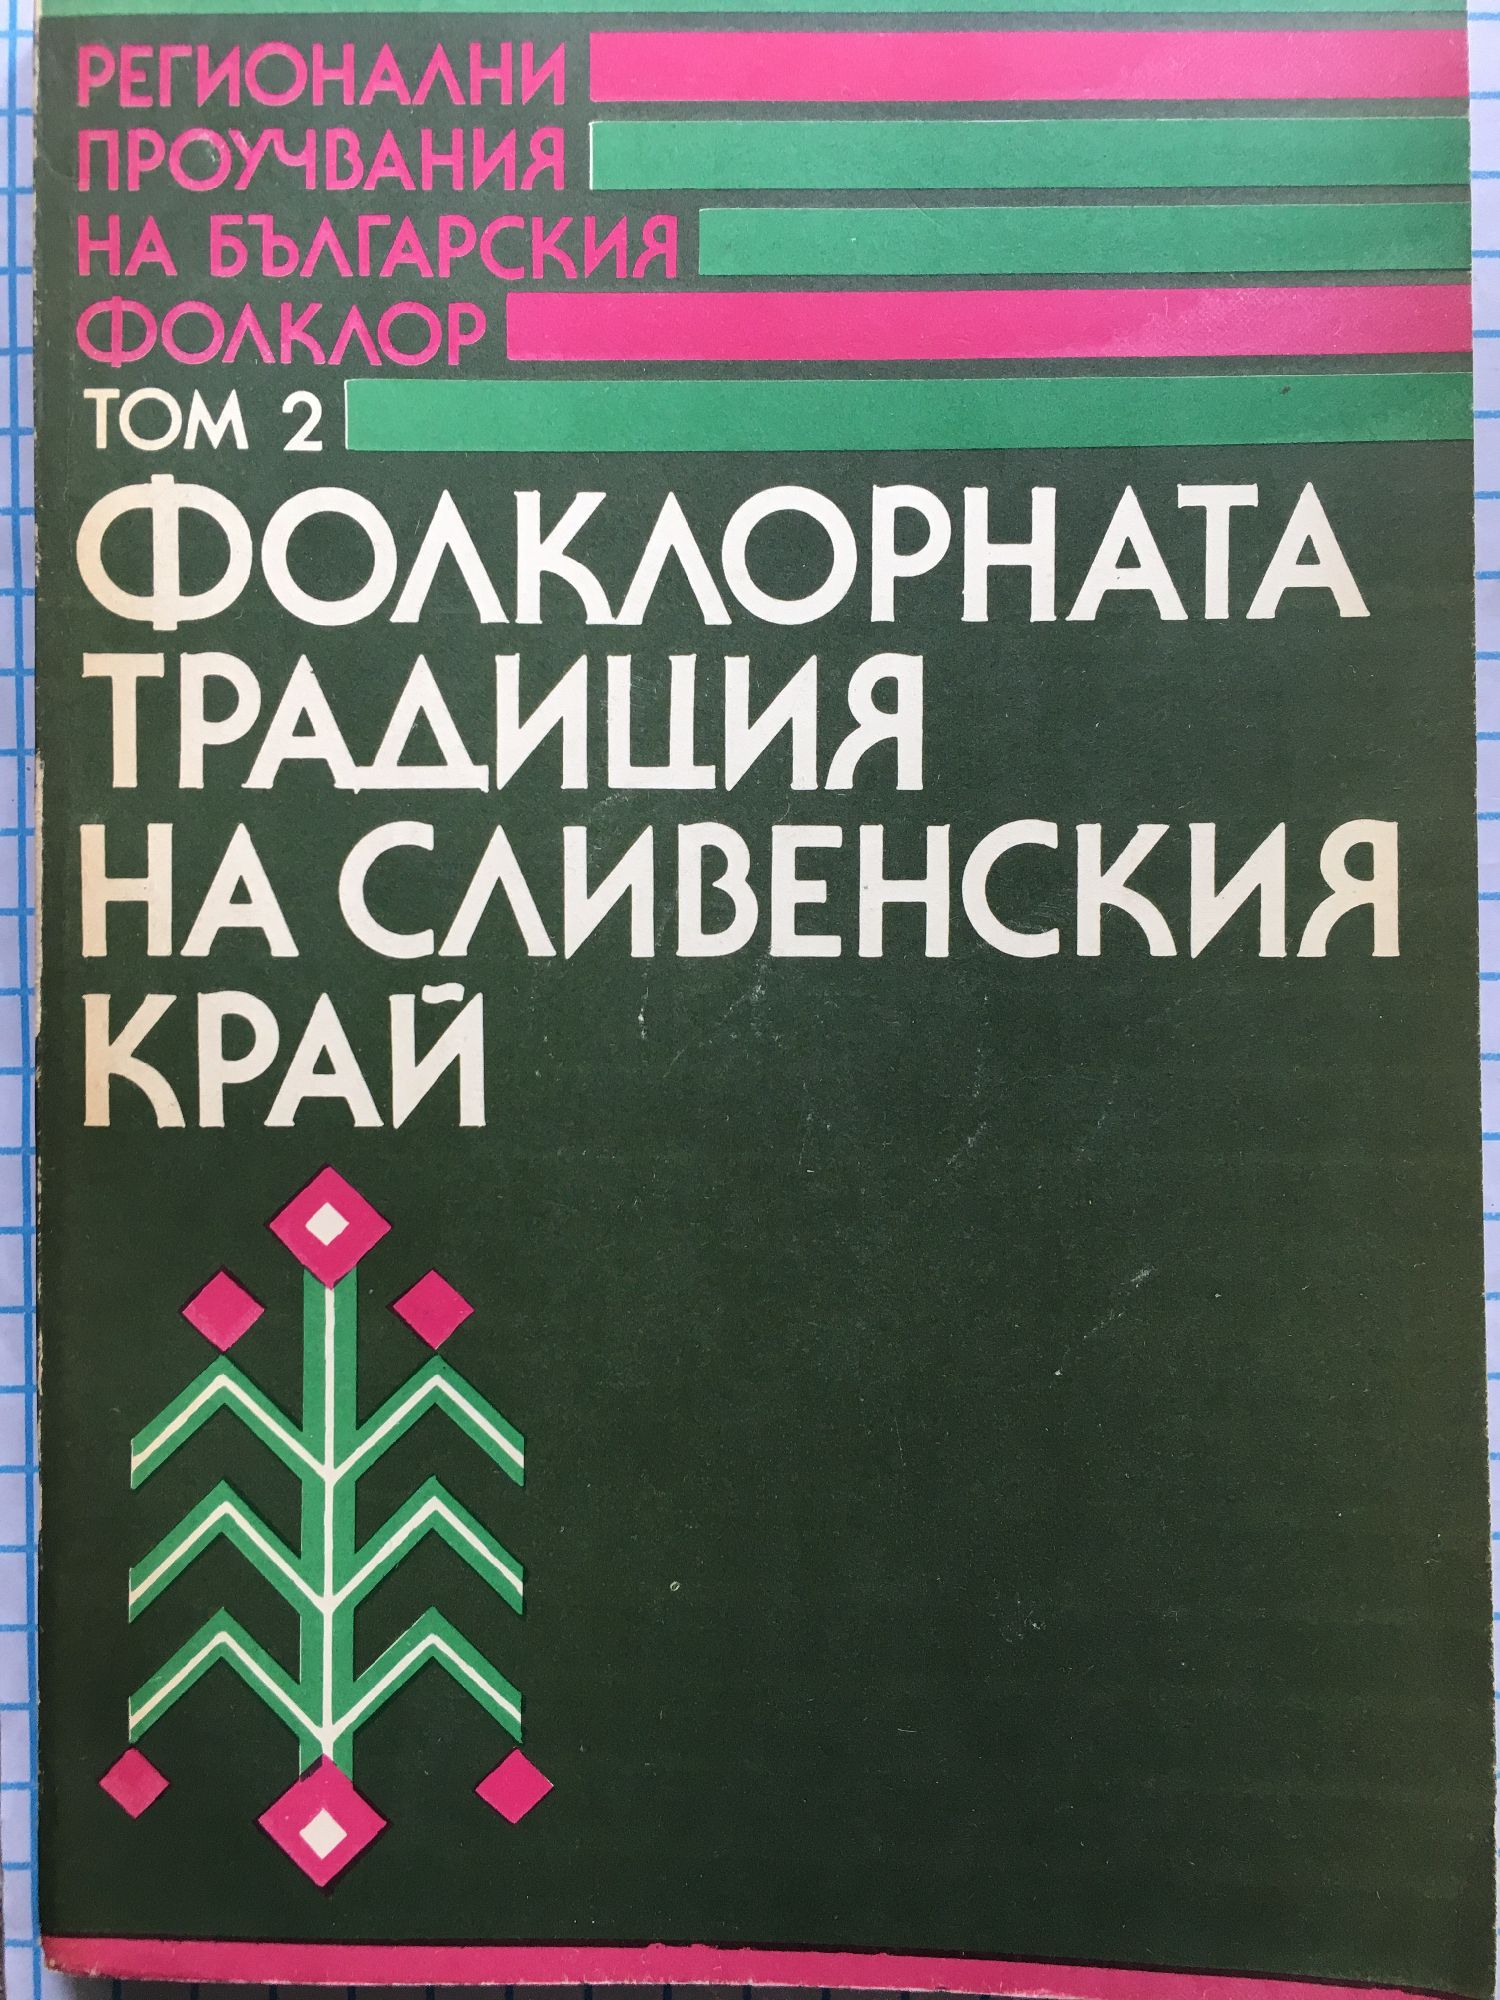 РЕГИОНАЛНИ
ПРОУЧВАНИЯ
НА БЪЛГАРСКИЯ
ФОЛКЛОР
ТОМ 2
ФОЛКЛОРНАТА
ТРАДИЦИЯ
НА СЛИВЕНСКИЯ
КРАЙ